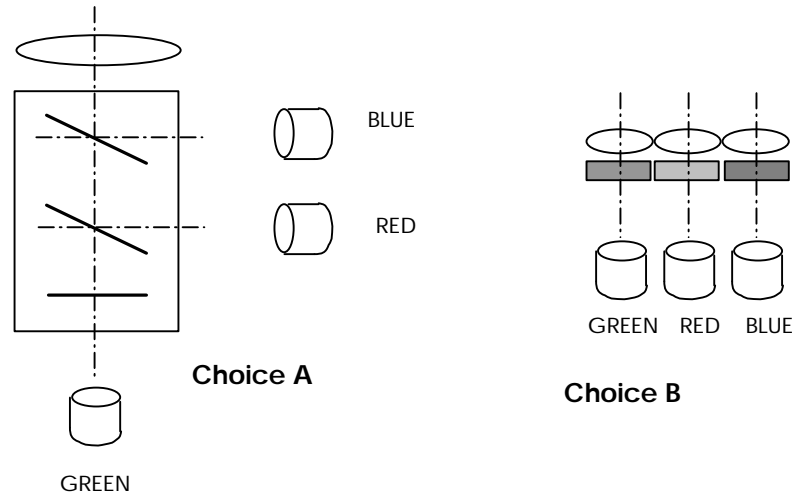 BLUE
RED
Choice A
GREEN
GREEN RED BLUE
Choice B